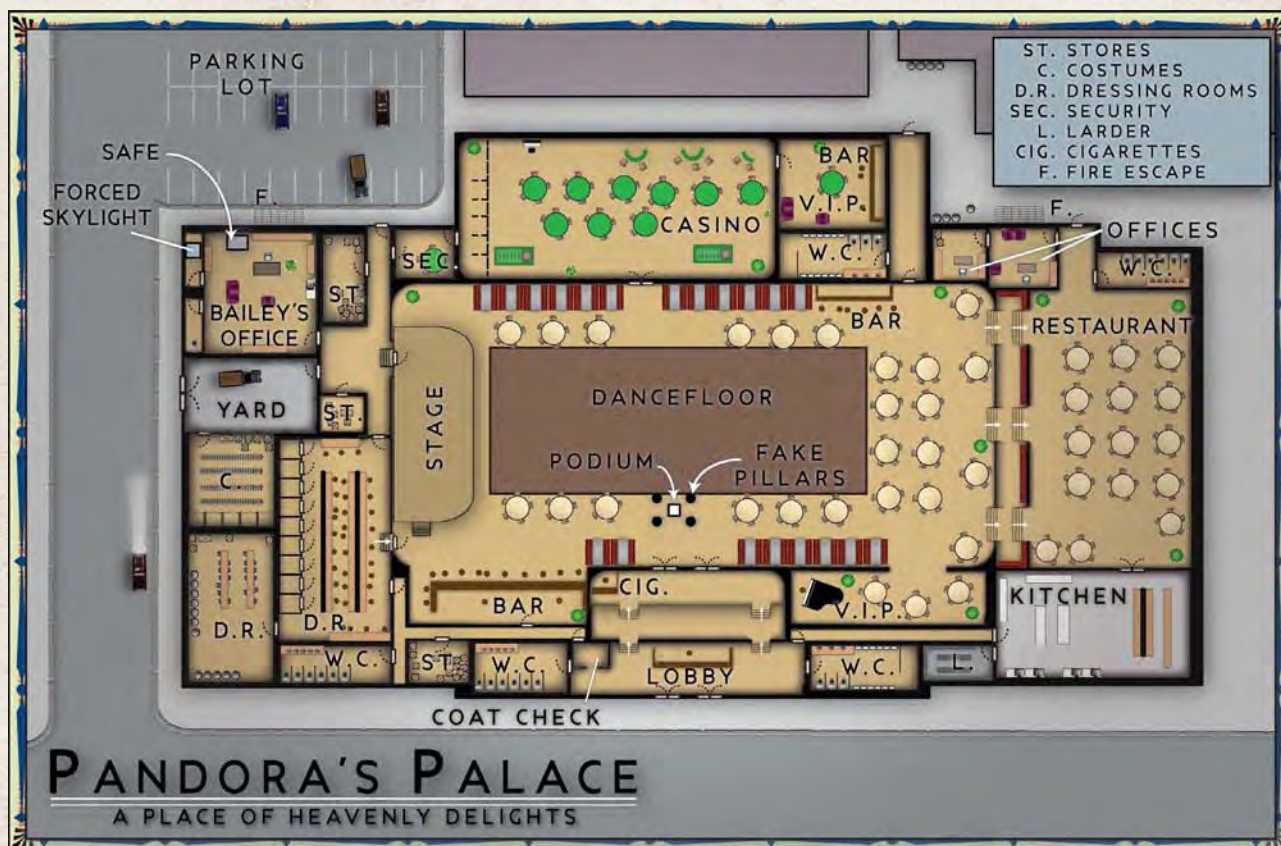 PARKING
LOT
SAFE
FORCED
SKYLIGHT
F.
ST. STORES
C. COSTUMES
D.R. DRESSING ROOMS
SEC. SECURITY
L. LARDER
CIG. CIGARETTES
F. FIRE ESCAPE
BAR
V.I.P.
CASINO
F.
OFFICES
SEC.
W.C.
W.C.
ST.
BAILEY'S
OFFICE
BAR
RESTAURANT
YARD
ST.
STAGE
DANCEFLOOR
PODIUM
FAKE
PILLARS
C.
D.R.
D.R.
BAR
CIG.
V.I.P.
KITCHEN
W.C.
ST.
W.C.
LOBBY
W.C.
L.
COAT CHECK
PANDORA'S PALACE
A PLACE OF HEAVENLY DELIGHTS